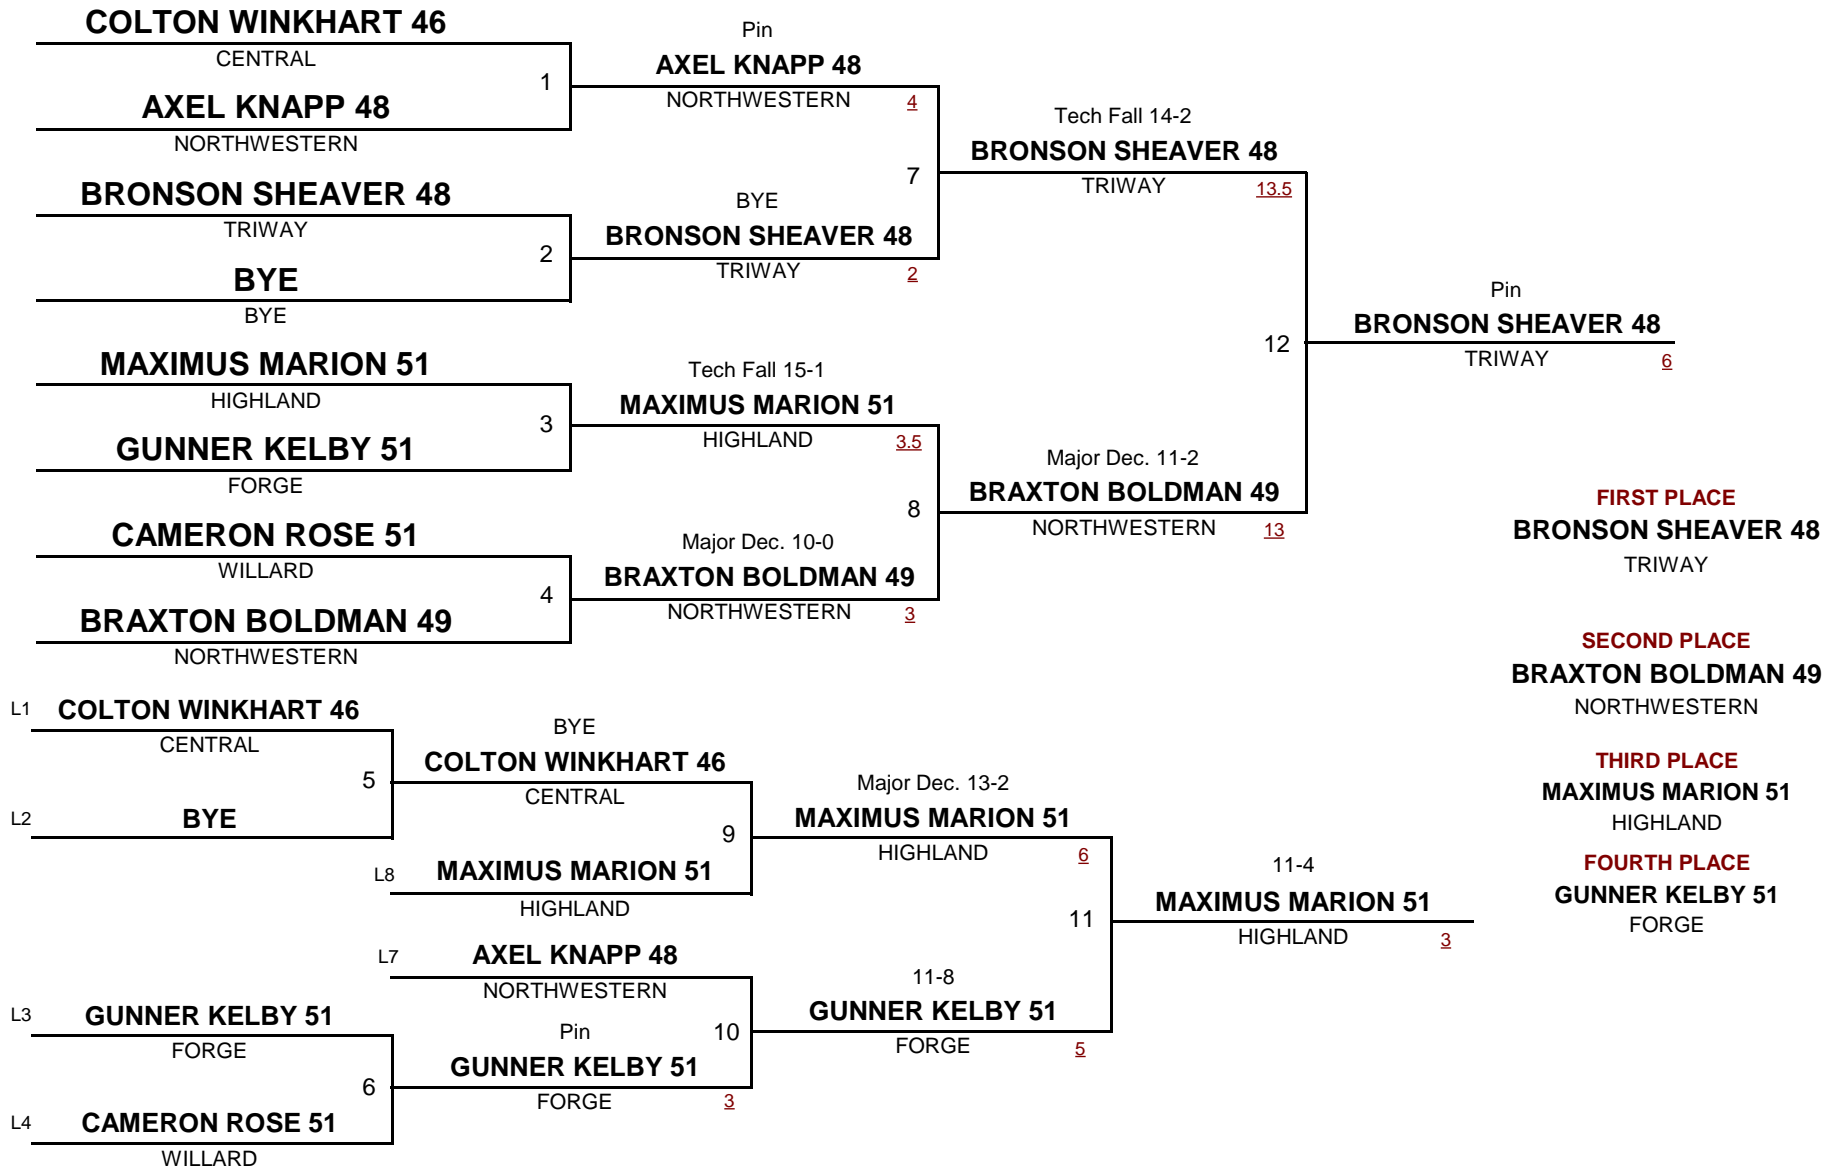 COLTON WINKHART 46
CENTRAL
1
AXEL KNAPP 48
NORTHWESTERN
BRONSON SHEAVER 48
TRIWAY
2
BYE
BYE
MAXIMUS MARION 51
HIGHLAND
3
GUNNER KELBY 51
FORGE
CAMERON ROSE 51
WILLARD
4
BRAXTON BOLDMAN 49
NORTHWESTERN
Pin
AXEL KNAPP 48
NORTHWESTERN 4
7
BYE
BRONSON SHEAVER 48
TRIWAY 2
Tech Fall 15-1
MAXIMUS MARION 51
HIGHLAND 3.5
8
Major Dec. 10-0
BRAXTON BOLDMAN 49
NORTHWESTERN 3
Tech Fall 14-2
BRONSON SHEAVER 48
TRIWAY 13.5
12
Major Dec. 11-2
BRAXTON BOLDMAN 49
NORTHWESTERN 13
Pin
BRONSON SHEAVER 48
TRIWAY 6
FIRST PLACE
BRONSON SHEAVER 48
TRIWAY
SECOND PLACE
BRAXTON BOLDMAN 49
NORTHWESTERN
THIRD PLACE
MAXIMUS MARION 51
HIGHLAND
FOURTH PLACE
GUNNER KELBY 51
FORGE
L1 COLTON WINKHART 46
CENTRAL
5
L2 BYE
L3 GUNNER KELBY 51
FORGE
6
L4 CAMERON ROSE 51
WILLARD
BYE
COLTON WINKHART 46
CENTRAL
9
L8 MAXIMUS MARION 51
HIGHLAND
L7 AXEL KNAPP 48
NORTHWESTERN
10
Pin
GUNNER KELBY 51
FORGE 3
Major Dec. 13-2
MAXIMUS MARION 51
HIGHLAND 6
11
11-8
GUNNER KELBY 51
FORGE 5
11-4
MAXIMUS MARION 51
HIGHLAND 3